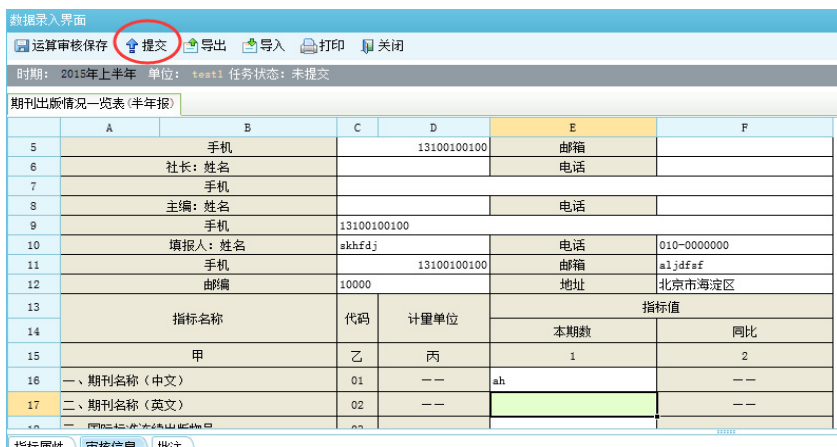 数据录入界面
运算审核保存 提交 导出 导入 打印 关闭
时期： 2015年上半年 单位： test1 任务状态：未提交
期刊出版情况一览表(半年报)
A B C D E F
5 手机 13100100100 邮箱
6 社长：姓名 电话
7 手机
8 主编：姓名 电话
9 手机 13100100100
10 填报人：姓名 skhfdj 电话 010-0000000
11 手机 13100100100 邮箱 aljdfsf
12 邮编 10000 地址 北京市海淀区
13 指标值
指标名称 代码 计量单位
14 本期数 同比
15 甲 乙 丙 1 2
16 一、期刊名称（中文） 01 —— ah ——
17 二、期刊名称（英文） 02 —— ——
指标属性 审核信息 批注